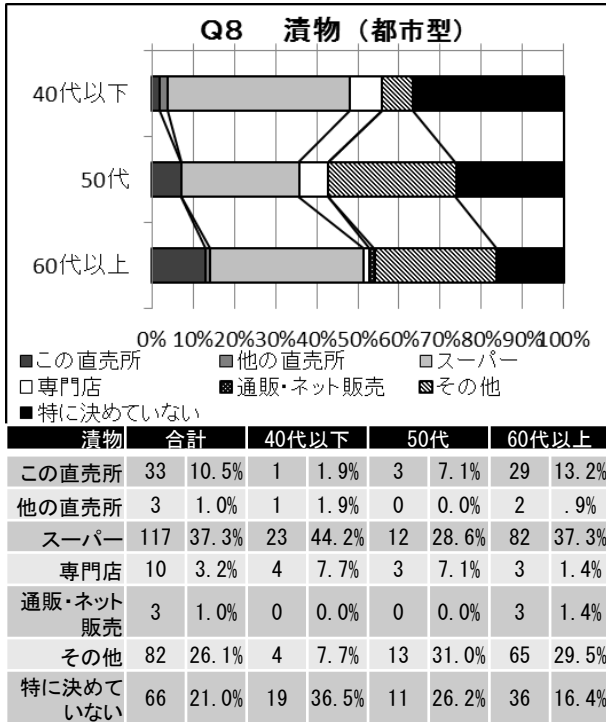 Q8 漬物（都市型）
40代以下
50代
60代以上
0% 10% 20% 30% 40% 50% 60% 70% 80% 90% 100%
■この直売所 ■他の直売所 ■スーパー
□専門店 ■通販・ネット販売 ■その他
■特に決めていない
漬物 合計 40代以下 50代 60代以上
この直売所 33 10.5% 1 1.9% 3 7.1% 29 13.2%
他の直売所 3 1.0% 1 1.9% 0 0.0% 2 .9%
スーパー 117 37.3% 23 44.2% 12 28.6% 82 37.3%
専門店 10 3.2% 4 7.7% 3 7.1% 3 1.4%
通販・ネット
販売 3 1.0% 0 0.0% 0 0.0% 3 1.4%
その他 82 26.1% 4 7.7% 13 31.0% 65 29.5%
特に決めて
いない 66 21.0% 19 36.5% 11 26.2% 36 16.4%